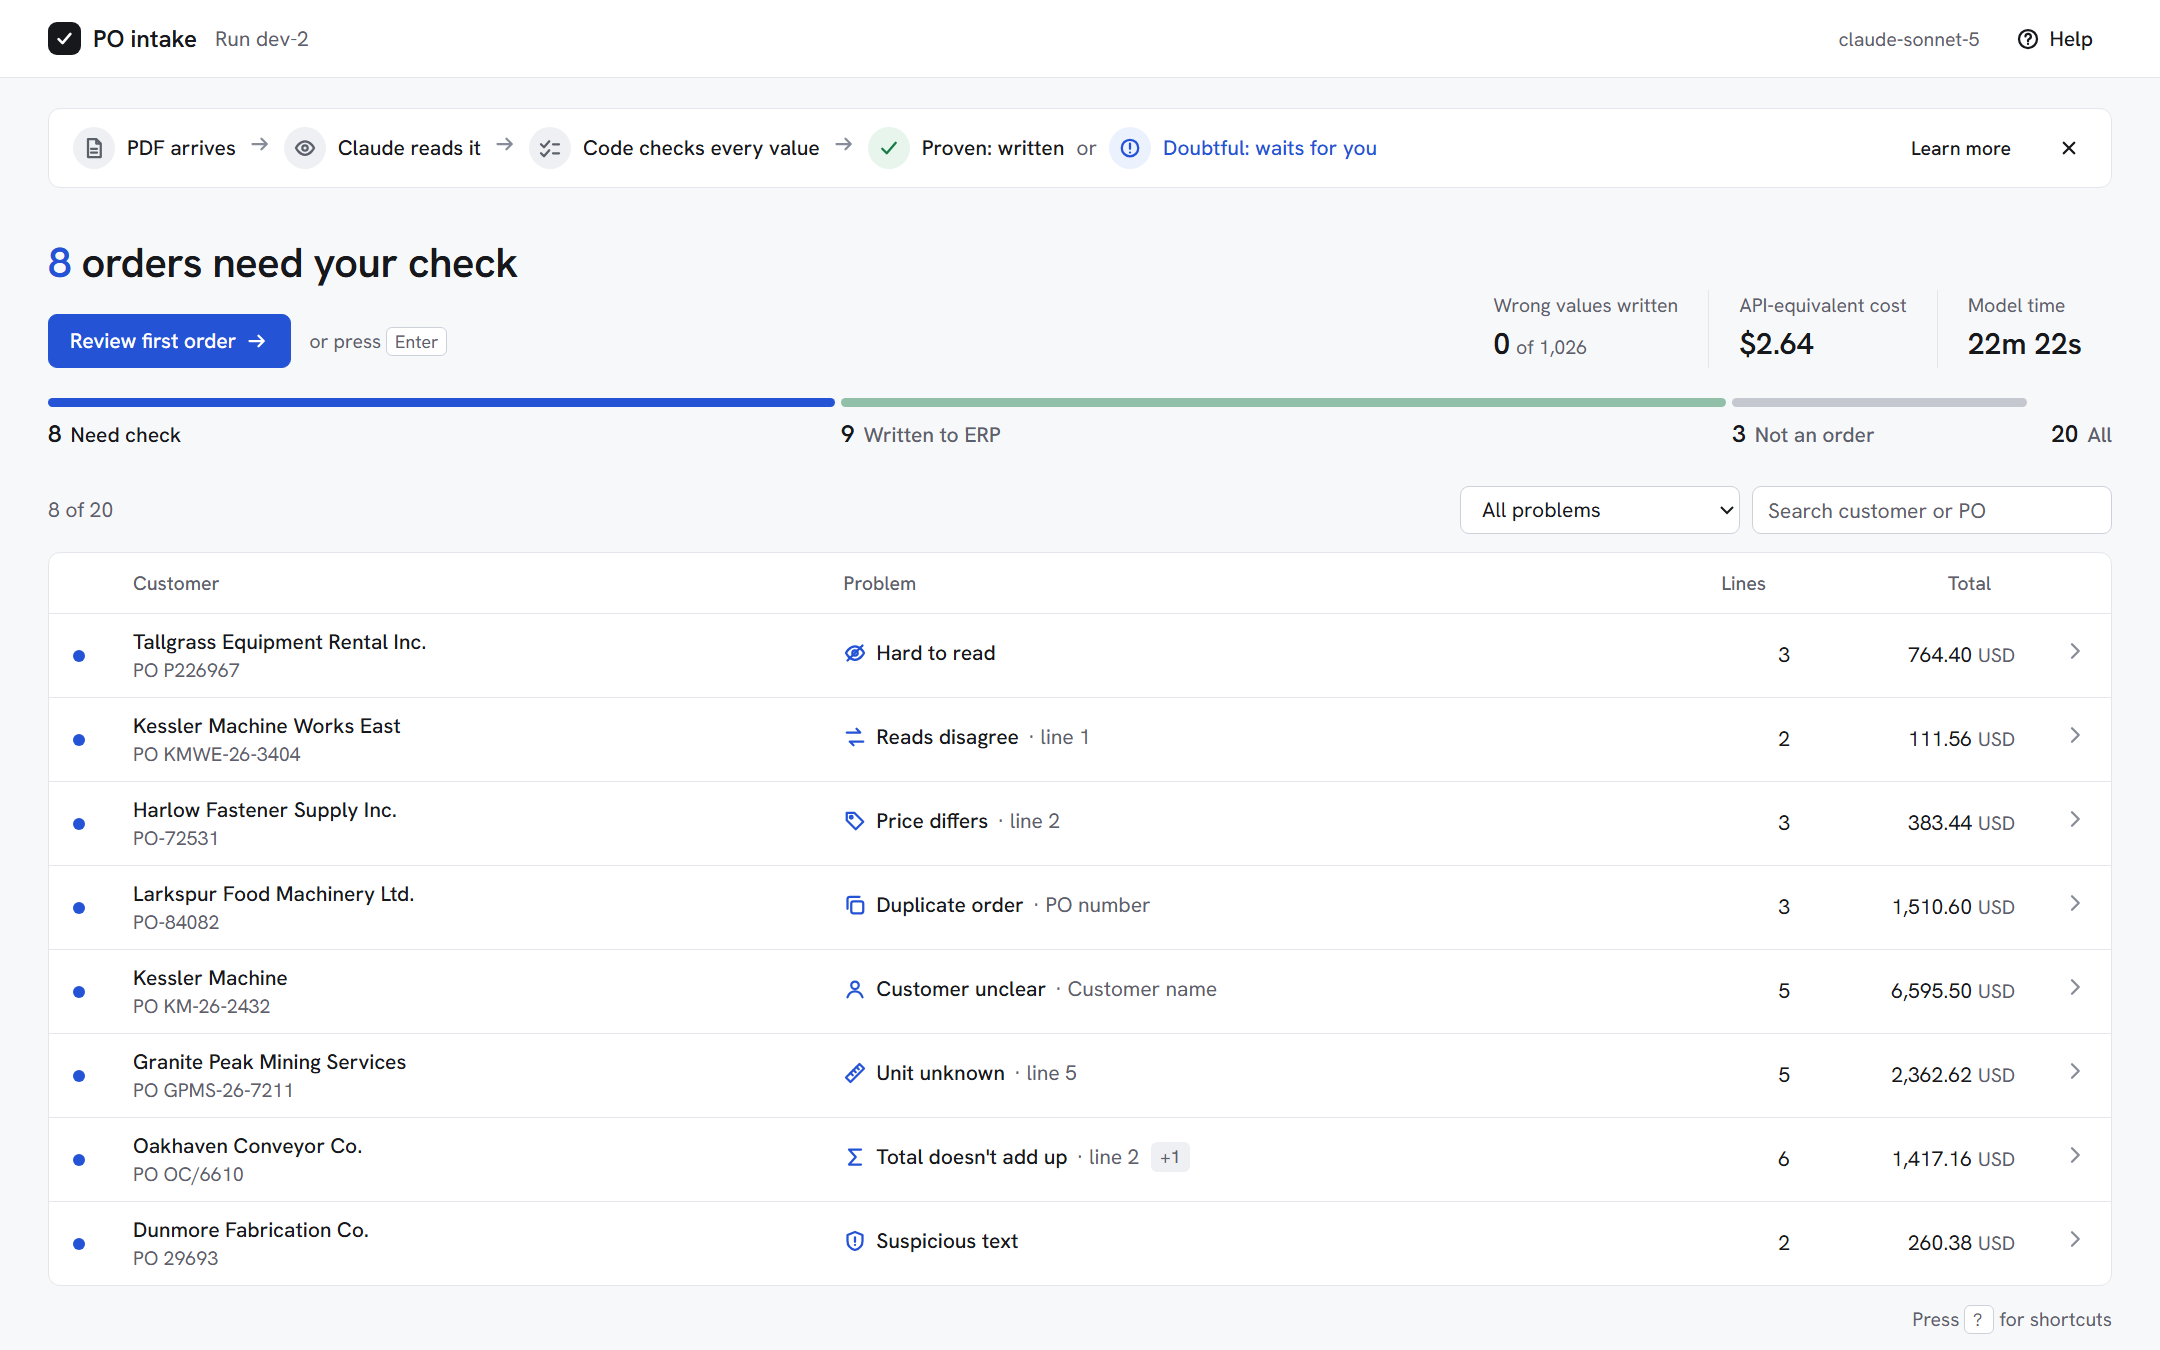 PO intake Run dev-2 claude-sonnet-5 Help
PDF arrives → Claude reads it → Code checks every value → Proven: written or Doubtful: waits for you Learn more
8 orders need your check
Review first order → or press Enter
Wrong values written
0 of 1,026
API-equivalent cost
$2.64
Model time
22m 22s
8 Need check
9 Written to ERP
3 Not an order
20 All
8 of 20 All problems Search customer or PO
Customer Problem Lines Total
Tallgrass Equipment Rental Inc.
PO P226967
Hard to read 3 764.40 USD
Kessler Machine Works East
PO KMWE-26-3404
Reads disagree · line 1 2 111.56 USD
Harlow Fastener Supply Inc.
PO-72531
Price differs · line 2 3 383.44 USD
Larkspur Food Machinery Ltd.
PO-84082
Duplicate order · PO number 3 1,510.60 USD
Kessler Machine
PO KM-26-2432
Customer unclear · Customer name 5 6,595.50 USD
Granite Peak Mining Services
PO GPMS-26-7211
Unit unknown · line 5 5 2,362.62 USD
Oakhaven Conveyor Co.
PO OC/6610
Total doesn't add up · line 2 +1 6 1,417.16 USD
Dunmore Fabrication Co.
PO 29693
Suspicious text 2 260.38 USD
Press ? for shortcuts